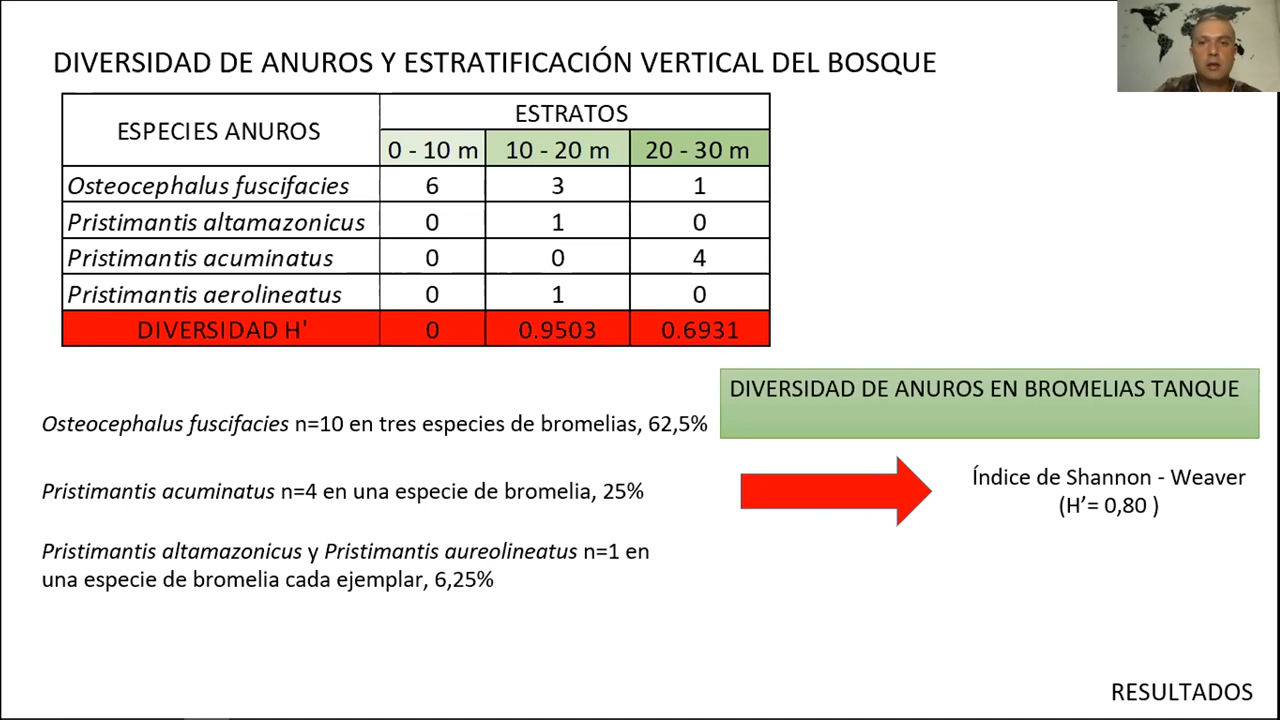 DIVERSIDAD DE ANUROS Y ESTRATIFICACIÓN VERTICAL DEL BOSQUE
ESPECIES ANUROS
ESTRATOS
0 - 10 m 10 - 20 m 20 - 30 m
Osteocephalus fuscifacies 6 3 1
Pristimantis altamazonicus 0 1 0
Pristimantis acuminatus 0 0 4
Pristimantis aerolineatus 0 1 0
DIVERSIDAD H' 0 0.9503 0.6931
DIVERSIDAD DE ANUROS EN BROMELIAS TANQUE
Osteocephalus fuscifacies n=10 en tres especies de bromelias, 62,5%
Pristimantis acuminatus n=4 en una especie de bromelia, 25%
Índice de Shannon - Weaver
(H’= 0,80 )
Pristimantis altamazonicus y Pristimantis aureolineatus n=1 en
una especie de bromelia cada ejemplar, 6,25%
RESULTADOS